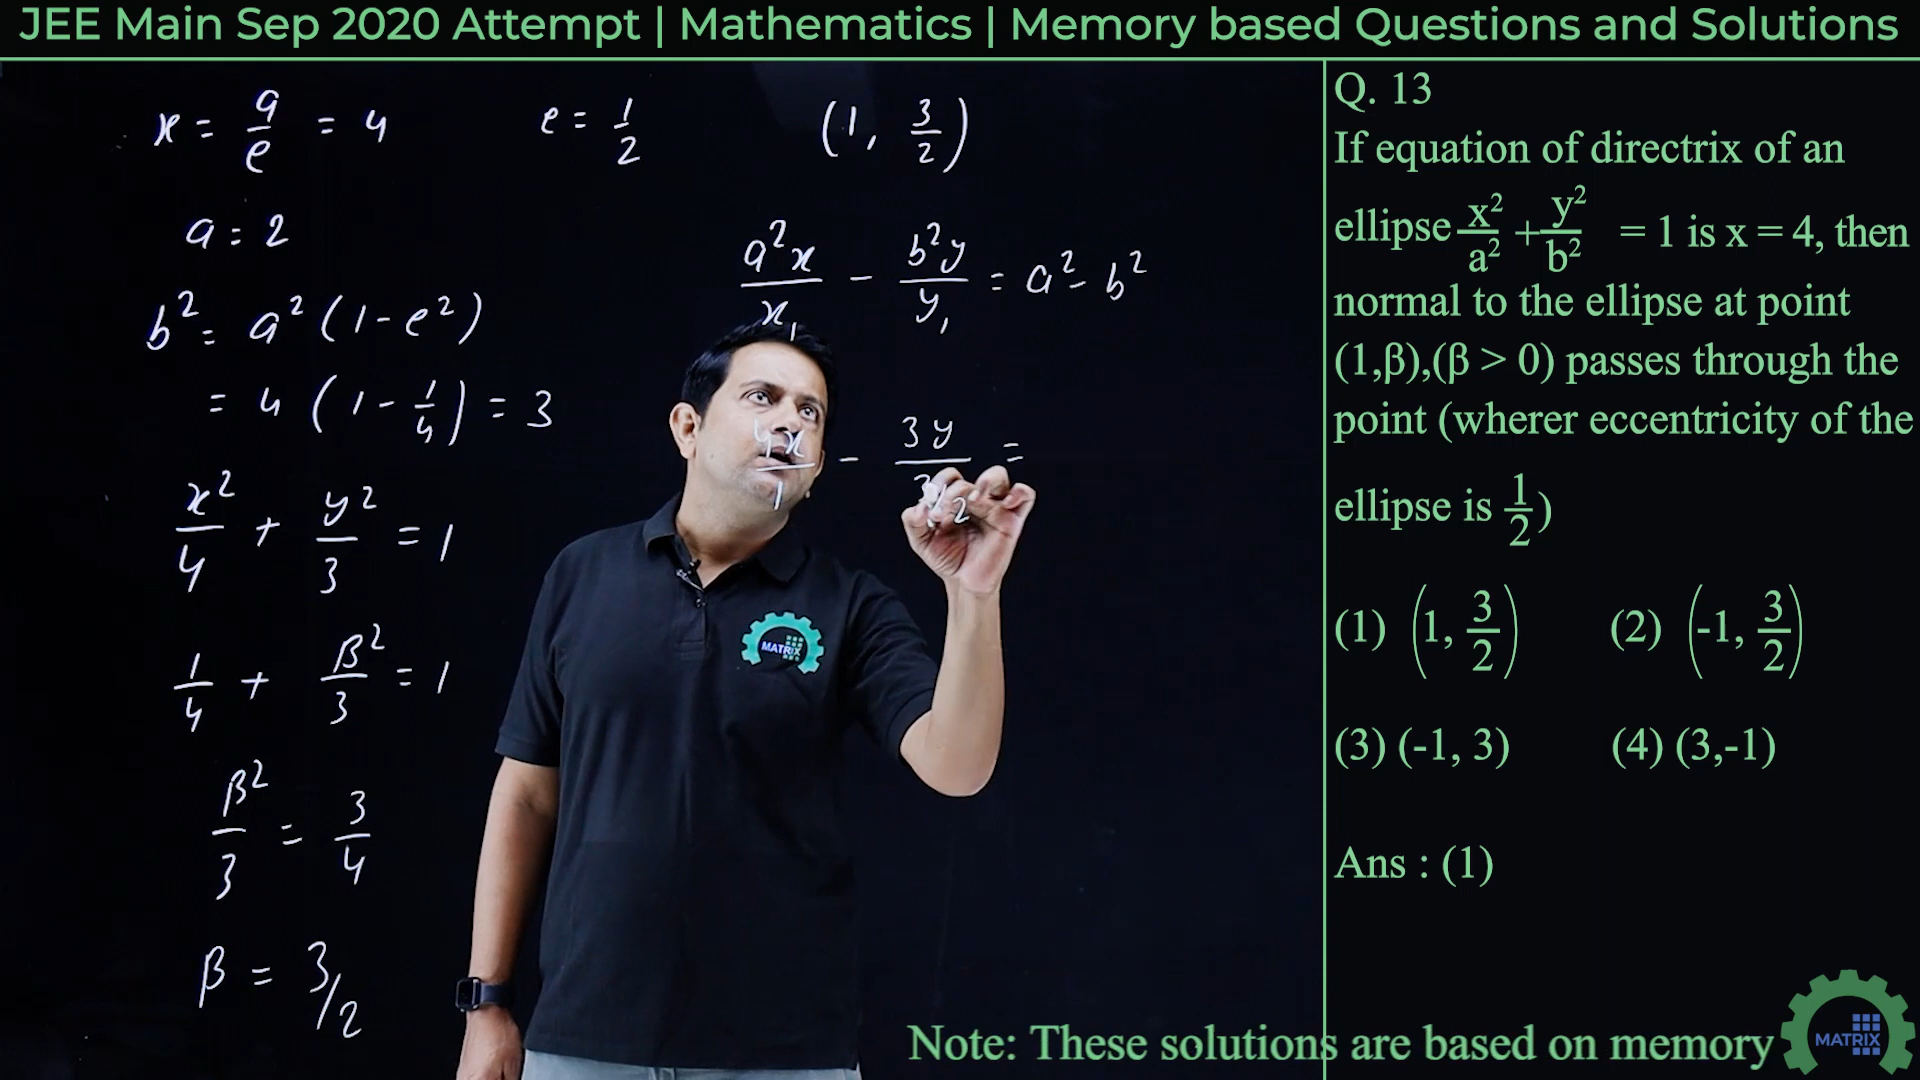 JEE Main Sep 2020 Attempt | Mathematics | Memory based Questions and Solutions
x = a/e = 4
e = 1/2
(1, 3/2)
a = 2
b² = a² (1 - e²)
= 4 (1 - 1/4) = 3
x²/4 + y²/3 = 1
1/4 + β²/3 = 1
β²/3 = 3/4
β = 3/2
a²x/x₁ - b²y/y₁ = a² - b²
4x/1 - 3y/(3/2) =
MATRIX
Q. 13
If equation of directrix of an
ellipse x²/a² + y²/b² = 1 is x = 4, then
normal to the ellipse at point
(1,β),(β > 0) passes through the
point (wherer eccentricity of the
ellipse is 1/2)
(1) (1, 3/2) (2) (-1, 3/2)
(3) (-1, 3) (4) (3,-1)
Ans : (1)
Note: These solutions are based on memory
MATRIX